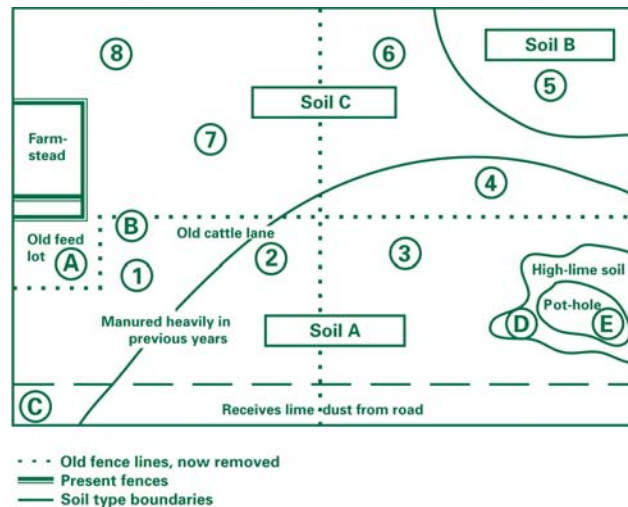 8
6
Soil B
5
Soil C
Farm-
stead
7
4
B
Old cattle lane
Old feed
lot
A
1
2
3
High-lime soil
Pot-hole
D
E
Manured heavily in
previous years
Soil A
C
Receives lime dust from road
Old fence lines, now removed
Present fences
Soil type boundaries